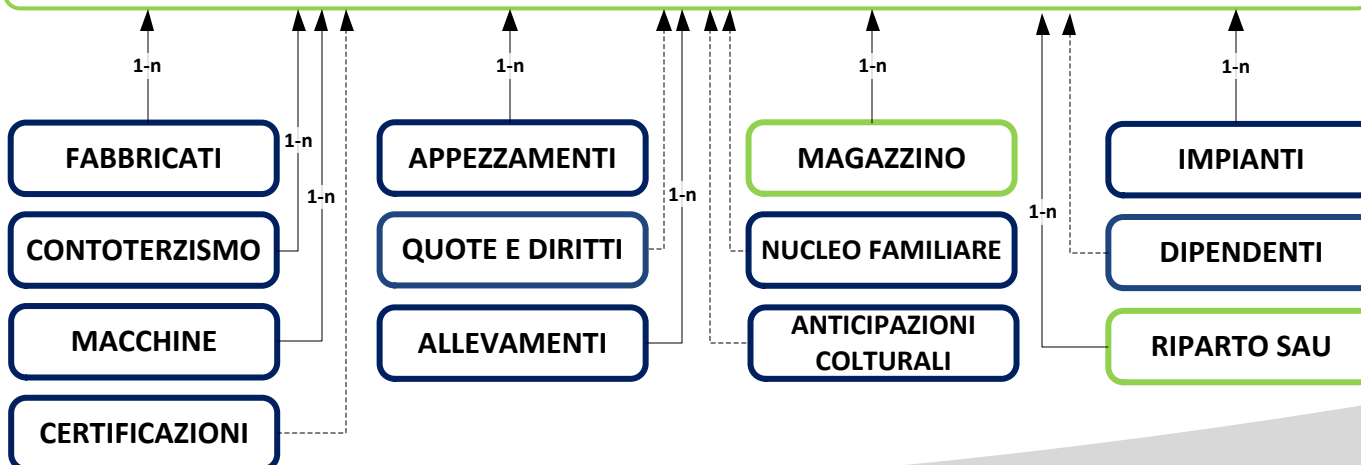 1-n
1-n
1-n
1-n
FABBRICATI
1-n
APPEZZAMENTI
MAGAZZINO
IMPIANTI
1-n
1-n
1-n
CONTOTERZISMO
QUOTE E DIRITTI
NUCLEO FAMILIARE
DIPENDENTI
MACCHINE
ALLEVAMENTI
ANTICIPAZIONI
COLTURALI
RIPARTO SAU
CERTIFICAZIONI